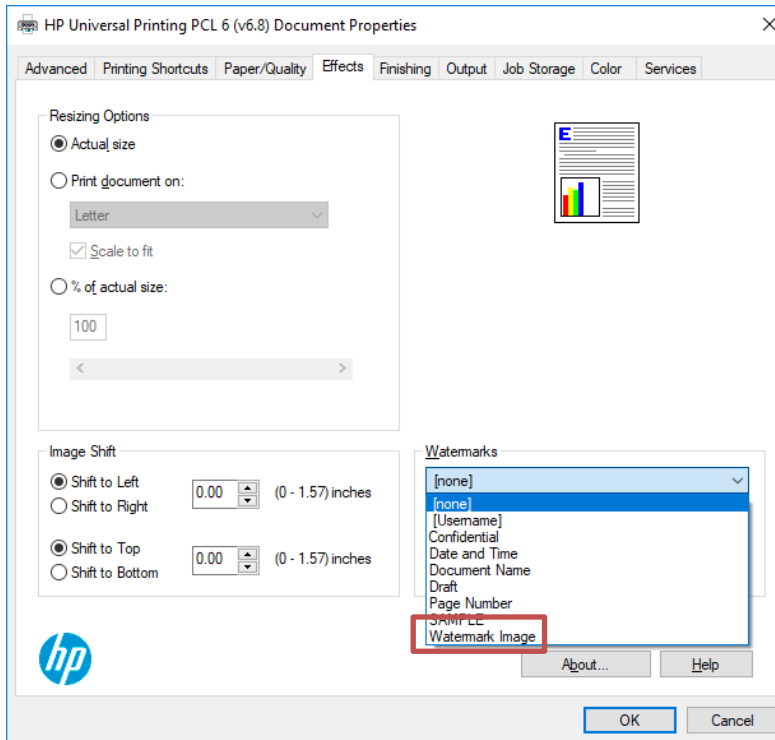 HP Universal Printing PCL 6 (v6.8) Document Properties
Advanced Printing Shortcuts Paper/Quality Effects Finishing Output Job Storage Color Services
Resizing Options
Actual size
Print document on:
Letter
Scale to fit
% of actual size:
100
E
Image Shift
Shift to Left
Shift to Right
0.00 (0 - 1.57) inches
Shift to Top
Shift to Bottom
0.00 (0 - 1.57) inches
Watermarks
[none]
[none]
[Username]
Confidential
Date and Time
Document Name
Draft
Page Number
SAMPLE
Watermark Image
hp
About... Help
OK Cancel